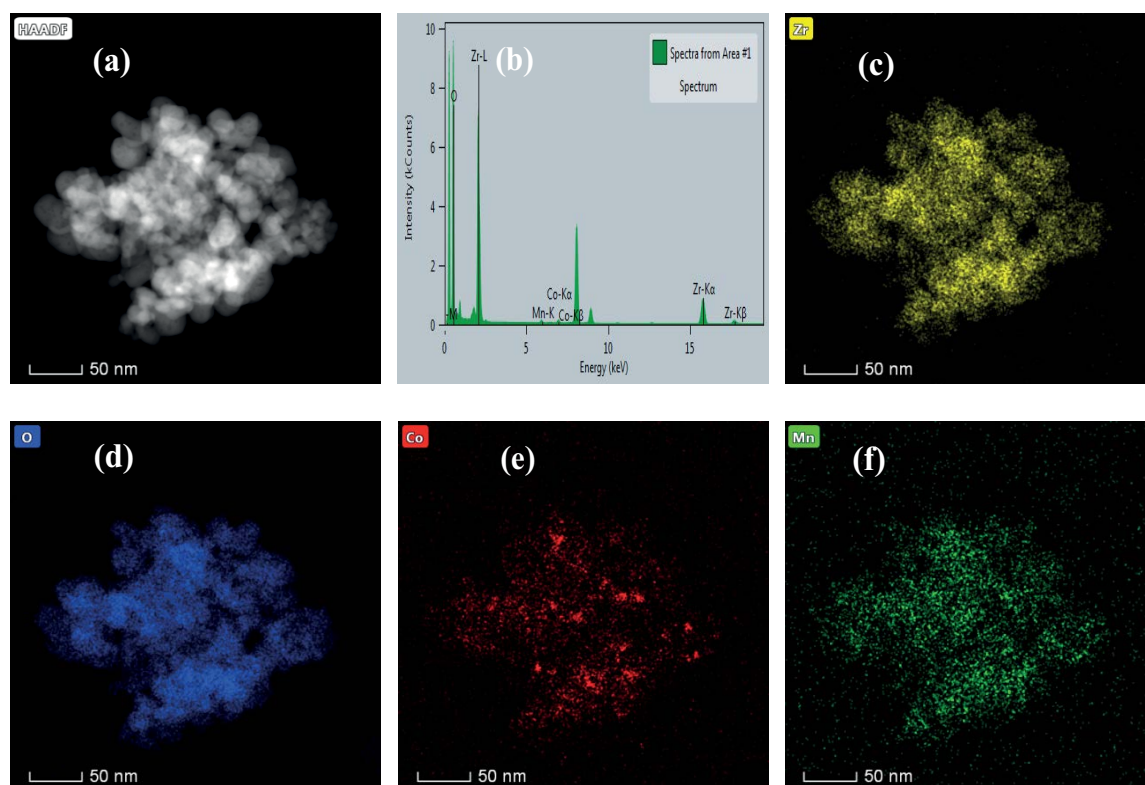 HAADF
(a)
50 nm
(b)
Spectra from Area #1
Spectrum
Intensity (kCounts)
10
8
6
4
2
0
O
Zr-L
-M
Mn-K
Co-Kα
Co-Kβ
Zr-Kα
Zr-Kβ
0
5
10
15
Energy (keV)
Zr
(c)
50 nm
O
(d)
50 nm
Co
(e)
50 nm
Mn
(f)
50 nm